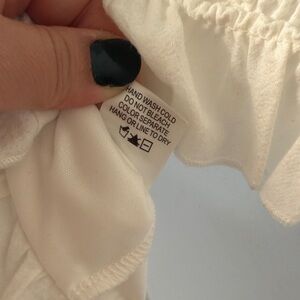 HAND WASH COLD
DO NOT BLEACH
COLOR SEPARATE
HANG OR LINE TO DRY